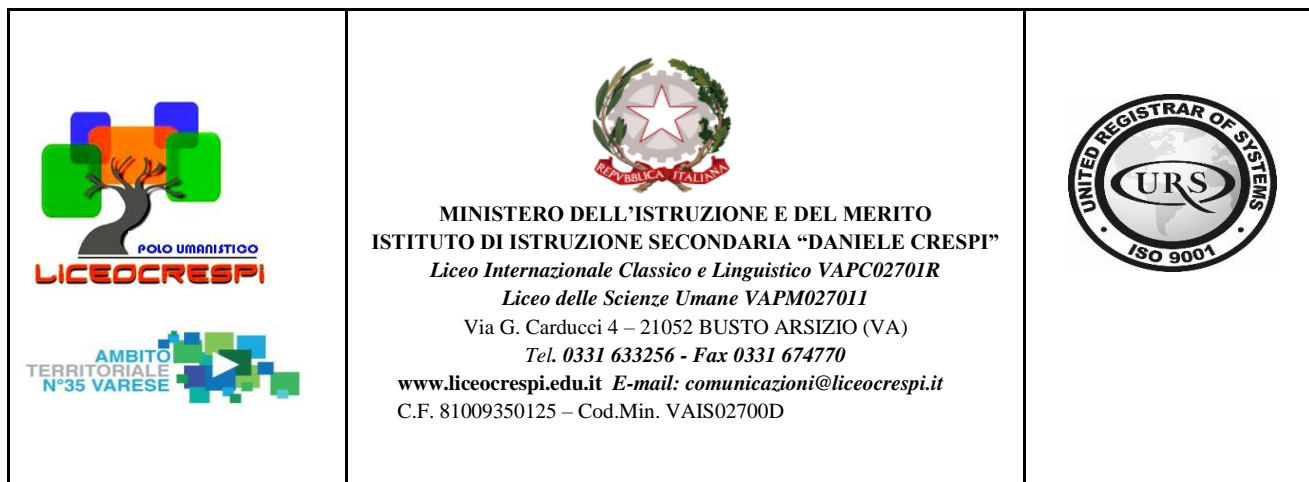 POLO UMANISTICO
LICEOCRESPI
AMBITO
TERRITORIALE
N°35 VARESE
REPVBBLICA ITALIANA
MINISTERO DELL’ISTRUZIONE E DEL MERITO
ISTITUTO DI ISTRUZIONE SECONDARIA “DANIELE CRESPI”
Liceo Internazionale Classico e Linguistico VAPC02701R
Liceo delle Scienze Umane VAPM027011
Via G. Carducci 4 – 21052 BUSTO ARSIZIO (VA)
Tel. 0331 633256 - Fax 0331 674770
www.liceocrespi.edu.it E-mail: comunicazioni@liceocrespi.it
C.F. 81009350125 – Cod.Min. VAIS02700D
UNITED REGISTRAR OF SYSTEMS
URS
ISO 9001